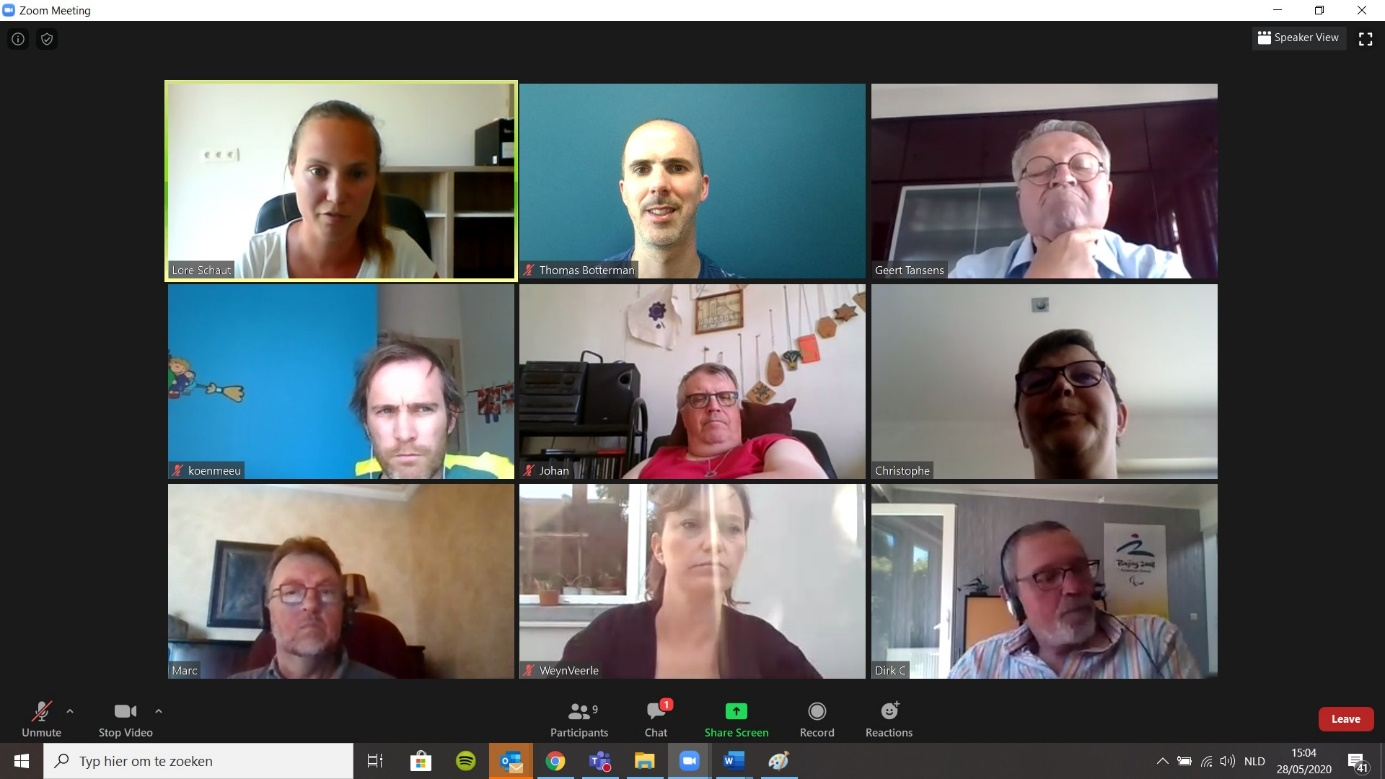 Zoom Meeting
Speaker View
Lore Schaut
Thomas Botterman
Geert Tansens
koenmeeu
Johan
Christophe
Marc
WeynVeerle
Dirk C
Unmute
Stop Video
9
Participants
1
Chat
Share Screen
Record
Reactions
Leave
Typ hier om te zoeken
NLD
15:04
28/05/2020
41